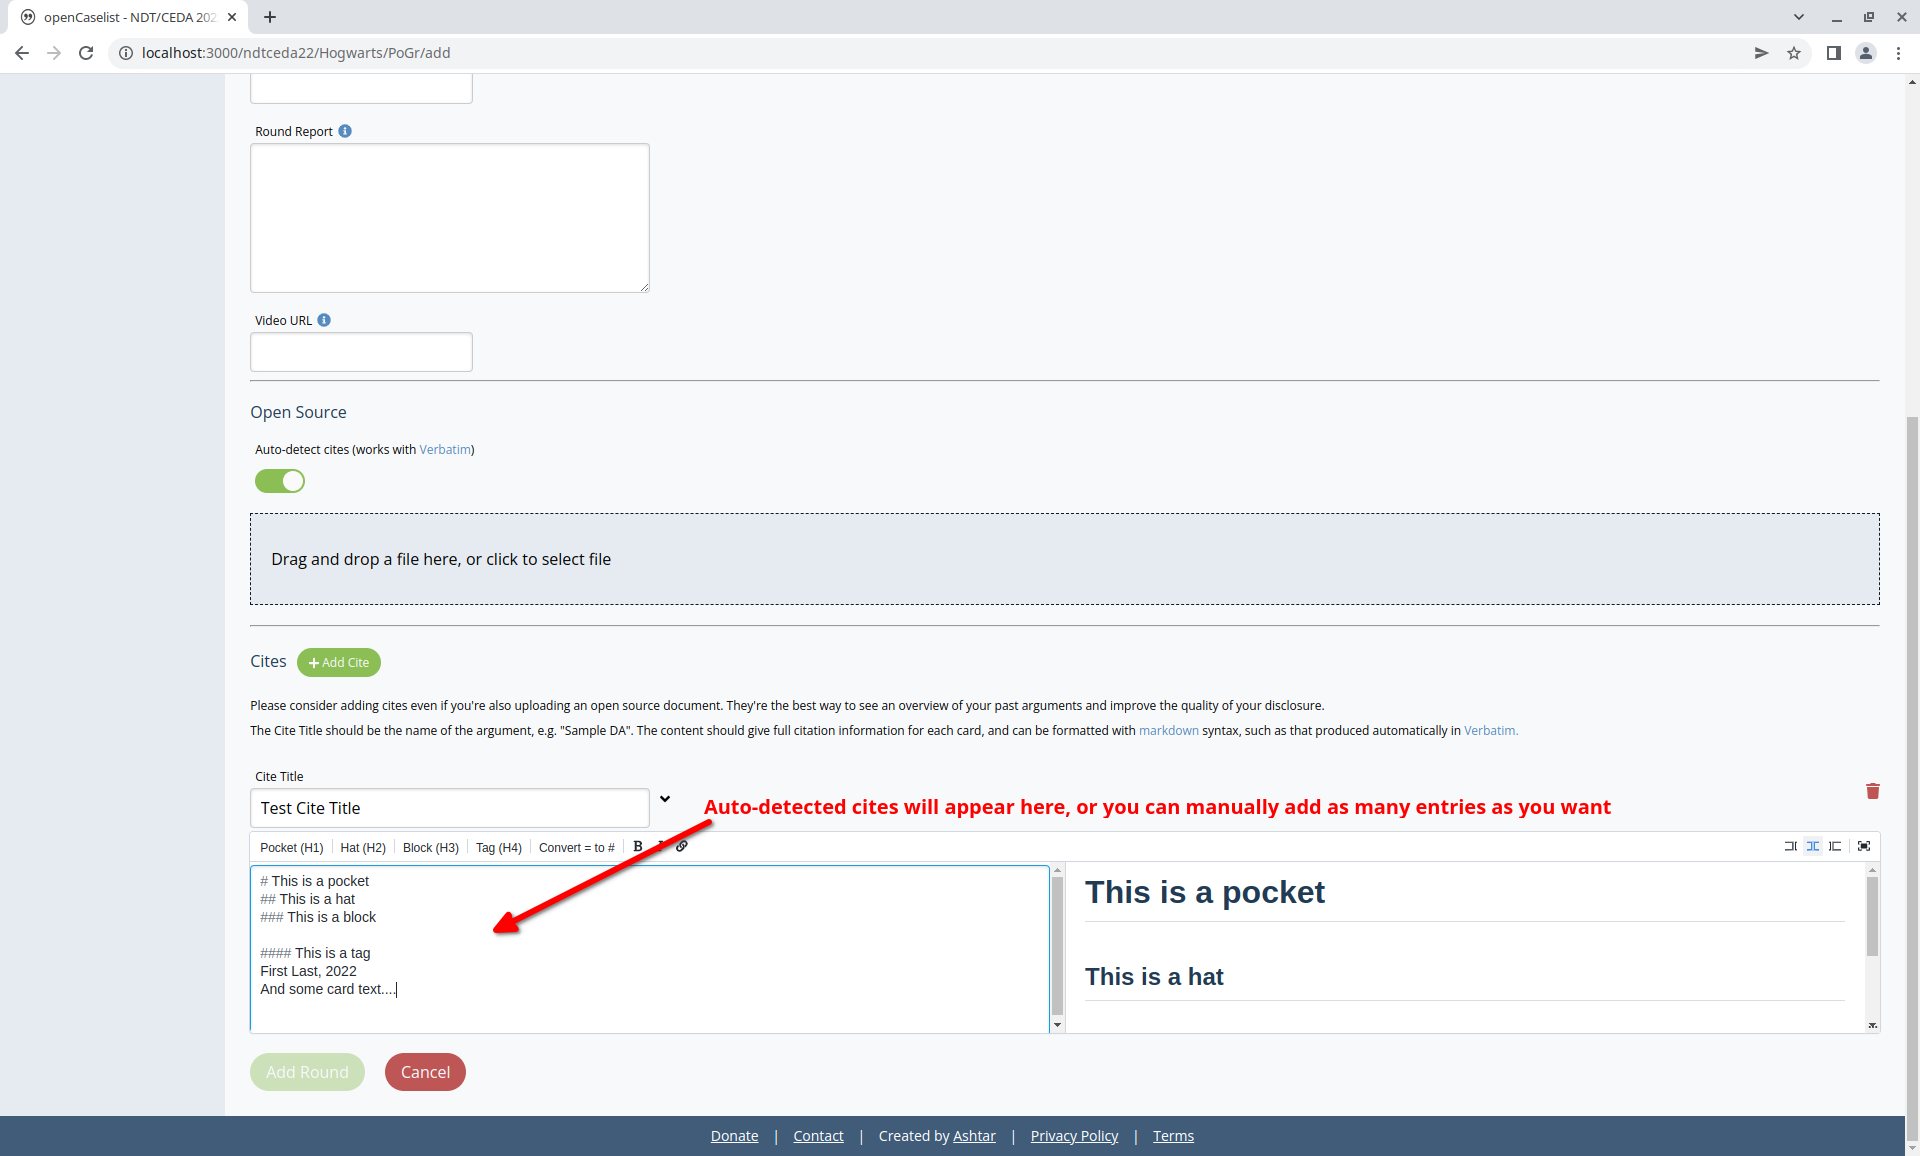 openCaselist - NDT/CEDA 202
localhost:3000/ndtceda22/Hogwarts/PoGr/add
Round Report
Video URL
Open Source
Auto-detect cites (works with Verbatim)
Drag and drop a file here, or click to select file
Cites
Add Cite
Please consider adding cites even if you're also uploading an open source document. They're the best way to see an overview of your past arguments and improve the quality of your disclosure.
The Cite Title should be the name of the argument, e.g. "Sample DA". The content should give full citation information for each card, and can be formatted with markdown syntax, such as that produced automatically in Verbatim.
Cite Title
Test Cite Title
Auto-detected cites will appear here, or you can manually add as many entries as you want
Pocket (H1) Hat (H2) Block (H3) Tag (H4) Convert = to # B
# This is a pocket
## This is a hat
### This is a block
#### This is a tag
First Last, 2022
And some card text....
This is a pocket
This is a hat
Add Round Cancel
Donate | Contact | Created by Ashtar | Privacy Policy | Terms